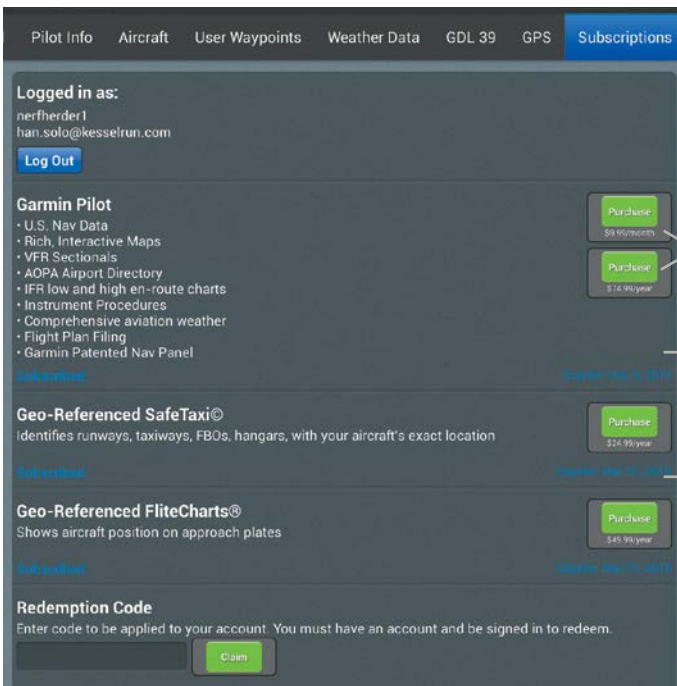 Pilot Info Aircraft User Waypoints Weather Data GDL 39 GPS Subscriptions
Logged in as:
nerfherder1
han.solo@kesselrun.com
Log Out
Garmin Pilot
• U.S. Nav Data
• Rich, Interactive Maps
• VFR Sectionals
• AOPA Airport Directory
• IFR low and high en-route charts
• Instrument Procedures
• Comprehensive aviation weather
• Flight Plan Filing
• Garmin Patented Nav Panel
Purchase
$9.99/month
Purchase
$74.99/year
Subscribed
Geo-Referenced SafeTaxi©
Identifies runways, taxiways, FBOs, hangars, with your aircraft's exact location
Purchase
$24.99/year
Subscribed
Geo-Referenced FliteCharts®
Shows aircraft position on approach plates
Purchase
$49.99/year
Subscribed
Redemption Code
Enter code to be applied to your account. You must have an account and be signed in to redeem.
Claim